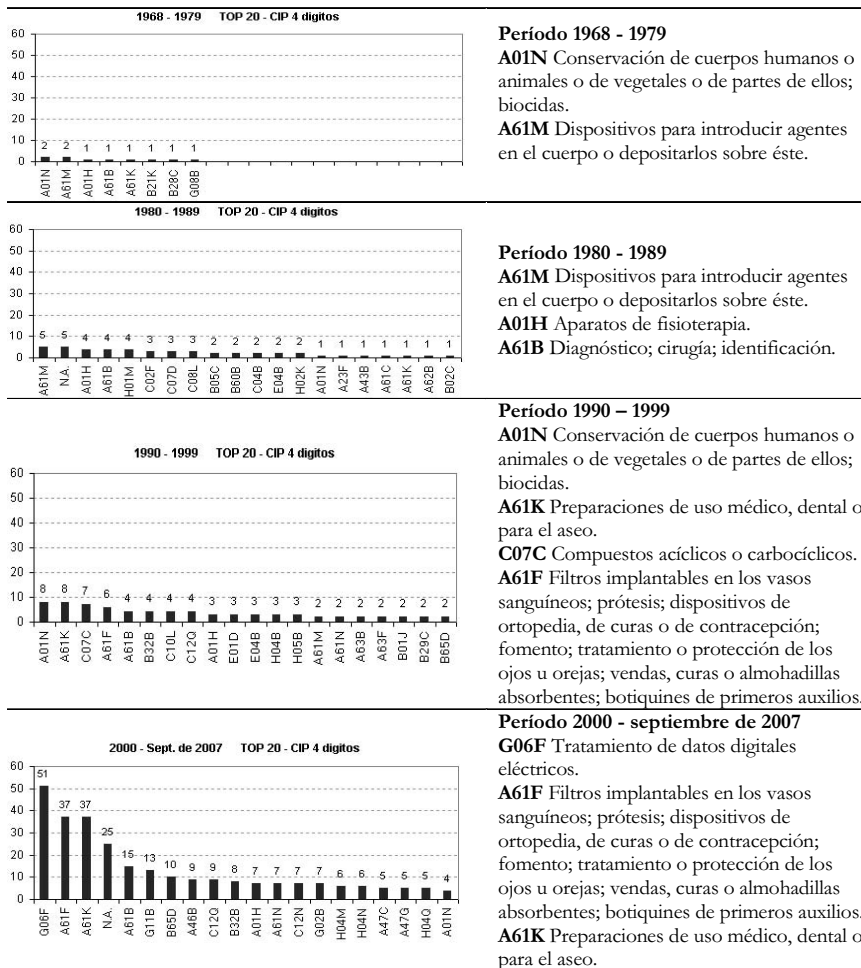 1968 - 1979 TOP 20 - CIP 4 digitos
60
50
40
30
20
10
0
2 2 1 1 1 1 1 1
A01N A61M A01H A61B A61K B21K B28C G08B
Período 1968 - 1979
A01N Conservación de cuerpos humanos o
animales o de vegetales o de partes de ellos;
biocidas.
A61M Dispositivos para introducir agentes
en el cuerpo o depositarlos sobre éste.
1980 - 1989 TOP 20 - CIP 4 digitos
60
50
40
30
20
10
0
5 5 4 4 4 3 3 3 2 2 2 2 2 1 1 1 1 1 1 1
A61M N.A. A01H A61B H01M C02F C07D C08L B05C B60B C04B E04B H02K A01N A23F A43B A61C A61K A62B B02C
Período 1980 - 1989
A61M Dispositivos para introducir agentes
en el cuerpo o depositarlos sobre éste.
A01H Aparatos de fisioterapia.
A61B Diagnóstico; cirugía; identificación.
1990 - 1999 TOP 20 - CIP 4 digitos
60
50
40
30
20
10
0
8 8 7 6 4 4 4 4 3 3 3 3 3 2 2 2 2 2 2 2
A01N A61K C07C A61F A61B B32B C10L C12Q A01H E01D E04B H04B H05B A61M A61N A63B A63F B01J B29C B65D
Período 1990 – 1999
A01N Conservación de cuerpos humanos o
animales o de vegetales o de partes de ellos;
biocidas.
A61K Preparaciones de uso médico, dental o
para el aseo.
C07C Compuestos acíclicos o carbocíclicos.
A61F Filtros implantables en los vasos
sanguíneos; prótesis; dispositivos de
ortopedia, de curas o de contracepción;
fomento; tratamiento o protección de los
ojos u orejas; vendas, curas o almohadillas
absorbentes; botiquines de primeros auxilios.
2000 - Sept. de 2007 TOP 20 - CIP 4 digitos
60
50
40
30
20
10
0
51 37 37 25 15 13 10 9 9 8 7 7 7 7 6 6 5 5 5 4
G06F A61F A61K N.A. A61B G11B B65D A46B C12Q B32B A01H A61N C12N G02B H04M H04N A47C A47G H04Q A01N
Período 2000 - septiembre de 2007
G06F Tratamiento de datos digitales
eléctricos.
A61F Filtros implantables en los vasos
sanguíneos; prótesis; dispositivos de
ortopedia, de curas o de contracepción;
fomento; tratamiento o protección de los
ojos u orejas; vendas, curas o almohadillas
absorbentes; botiquines de primeros auxilios.
A61K Preparaciones de uso médico, dental o
para el aseo.